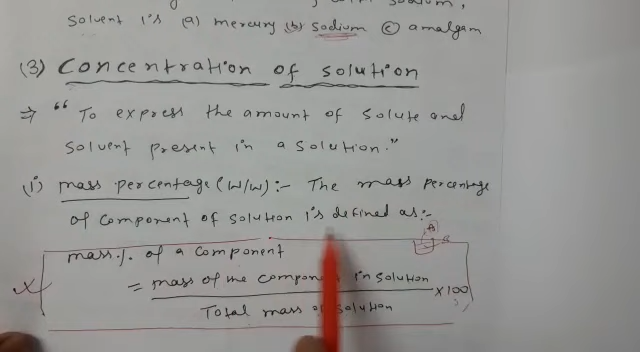 with sodium,
solvent is (a) mercury (b) sodium (c) amalgam
(3) Concentration of solution
⇒ "To express the amount of solute and
solvent present in a solution."
(i) mass percentage (W/W):- The mass percentage
of component of solution is defined as:-
A
mass % of a component
= mass of the component in solution
× 100
Total mass of solution